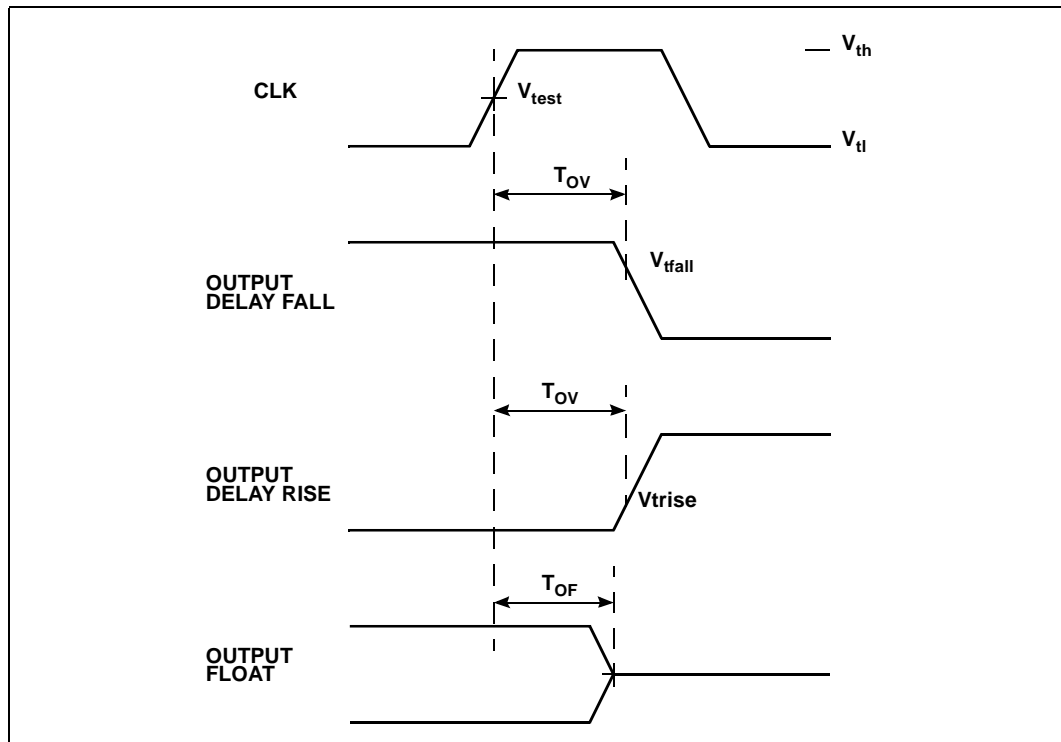 V_th
CLK
V_test
V_tl
T_OV
V_tfall
OUTPUT
DELAY FALL
T_OV
OUTPUT
DELAY RISE
Vtrise
T_OF
OUTPUT
FLOAT